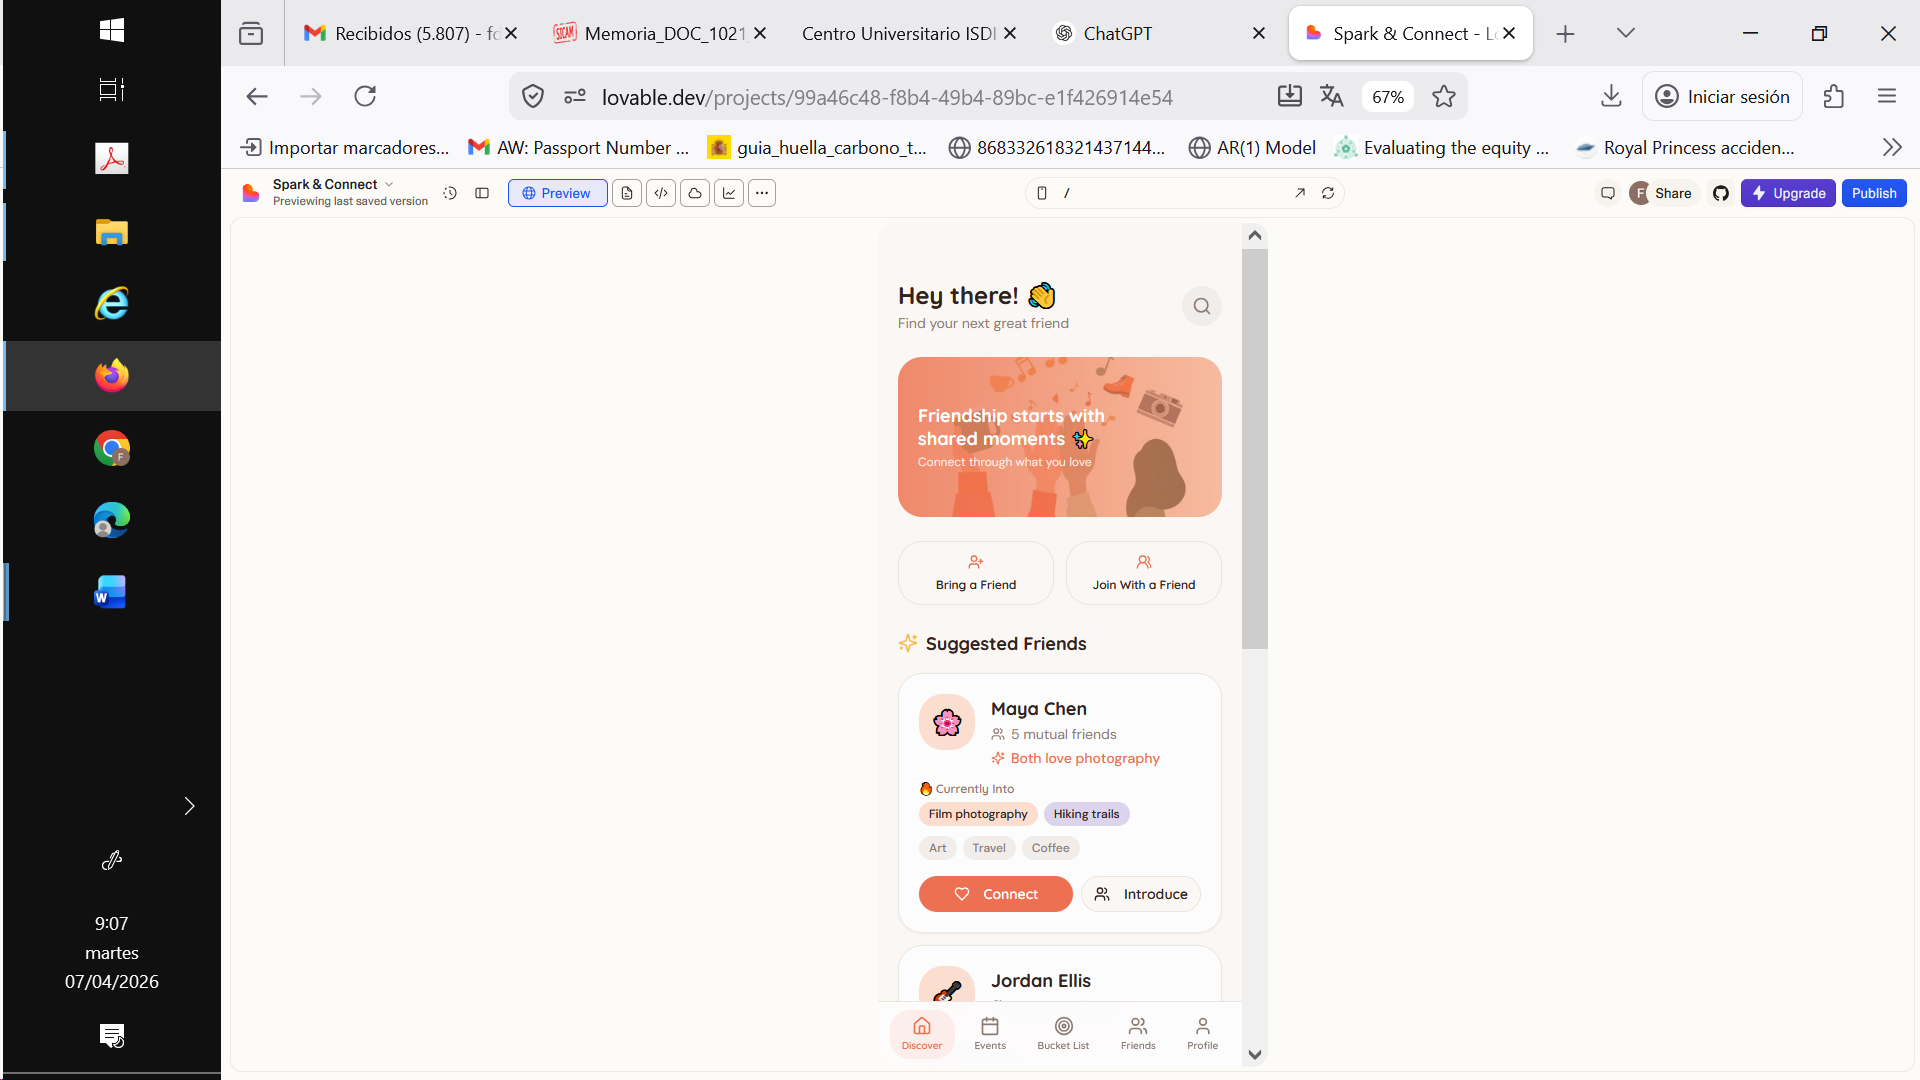 Recibidos (5.807) - fd
Memoria_DOC_1021
Centro Universitario ISDI
ChatGPT
Spark & Connect - Lo
lovable.dev/projects/99a46c48-f8b4-49b4-89bc-e1f426914e54
67%
Iniciar sesión
Importar marcadores...
AW: Passport Number ...
guia_huella_carbono_t...
868332618321437144...
AR(1) Model
Evaluating the equity ...
Royal Princess acciden...
Spark & Connect
Previewing last saved version
Preview
/
F
Share
Upgrade
Publish
Hey there! 👋
Find your next great friend
Friendship starts with
shared moments ✨
Connect through what you love
Bring a Friend
Join With a Friend
Suggested Friends
Maya Chen
5 mutual friends
Both love photography
🔥 Currently Into
Film photography
Hiking trails
Art
Travel
Coffee
Connect
Introduce
Jordan Ellis
Discover
Events
Bucket List
Friends
Profile
9:07
martes
07/04/2026